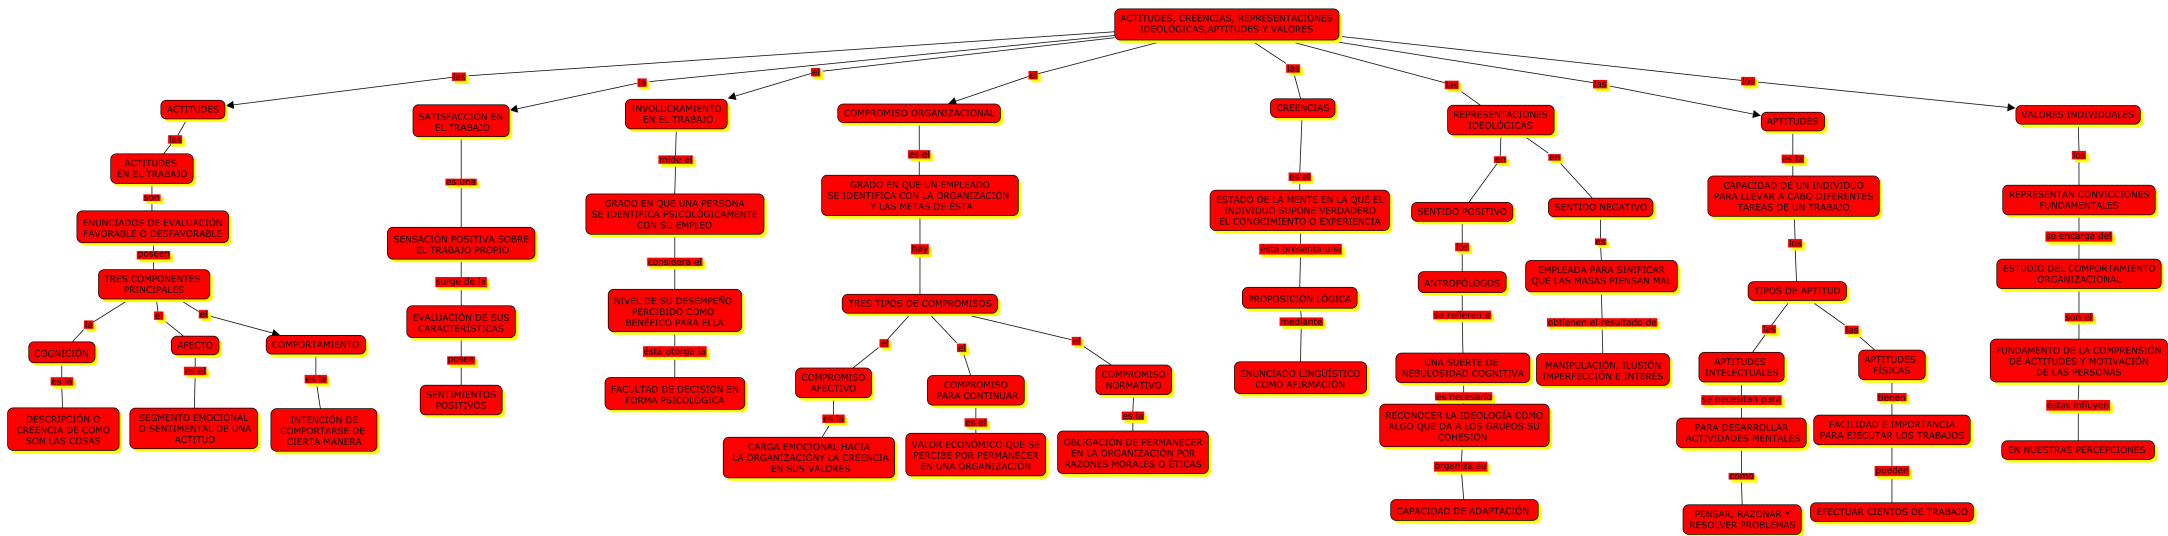 ACTITUDES, CREENCIAS, REPRESENTACIONES
IDEOLÓGICAS,APTITUDES Y VALORES
las
ACTITUDES
las
ACTITUDES
EN EL TRABAJO
son
ENUNCIADOS DE EVALUACIÓN
FAVORABLE O DESFAVORABLE
poseen
TRES COMPONENTES
PRINCIPALES
la
COGNICIÓN
es la
DESCRIPCIÓN O
CREENCIA DE COMO
SON LAS COSAS
el
AFECTO
es el
SEGMENTO EMOCIONAL
O SENTIMENTAL DE UNA
ACTITUD
el
COMPORTAMIENTO
es la
INTENCIÓN DE
COMPORTARSE DE
CIERTA MANERA
la
SATISFACCIÓN EN
EL TRABAJO
es una
SENSACIÓN POSITIVA SOBRE
EL TRABAJO PROPIO
surge de la
EVALUACIÓN DE SUS
CARACTERÍSTICAS
posee
SENTIMIENTOS
POSITIVOS
el
INVOLUCRAMIENTO
EN EL TRABAJO
mide el
GRADO EN QUE UNA PERSONA
SE IDENTIFICA PSICOLÓGICAMENTE
CON SU EMPLEO
considera el
NIVEL DE SU DESEMPEÑO
PERCIBIDO COMO
BENÉFICO PARA ELLA
ésta otorga la
FACULTAD DE DECISIÓN EN
FORMA PSICOLÓGICA
el
COMPROMISO ORGANIZACIONAL
es el
GRADO EN QUE UN EMPLEADO
SE IDENTIFICA CON LA ORGANIZACIÓN
Y LAS METAS DE ÉSTA
hay
TRES TIPOS DE COMPROMISOS
el
COMPROMISO
AFECTIVO
es la
CARGA EMOCIONAL HACIA
LA ORGANIZACIÓNY LA CREENCIA
EN SUS VALORES
el
COMPROMISO
PARA CONTINUAR
es el
VALOR ECONÓMICO QUE SE
PERCIBE POR PERMANECER
EN UNA ORGANIZACIÓN
el
COMPROMISO
NORMATIVO
es la
OBLIGACIÓN DE PERMANECER
EN LA ORGANIZACIÓN POR
RAZONES MORALES O ÉTICAS
las
CREENCIAS
es el
ESTADO DE LA MENTE EN LA QUE EL
INDIVIDUO SUPONE VERDADERO
EL CONOCIMIENTO O EXPERIENCIA
ésta presenta una
PROPOSICIÓN LÓGICA
mediante
ENUNCIADO LINGÜÍSTICO
COMO AFIRMACIÓN
las
REPRESENTACIONES
IDEOLÓGICAS
en
SENTIDO POSITIVO
los
ANTROPÓLOGOS
se refieren a
UNA SUERTE DE
NEBULOSIDAD COGNITIVA
es necesario
RECONOCER LA IDEOLOGÍA COMO
ALGO QUE DA A LOS GRUPOS SU
COHESIÓN
organiza su
CAPACIDAD DE ADAPTACIÓN
en
SENTIDO NEGATIVO
es
EMPLEADA PARA SINIFICAR
QUE LAS MASAS PIENSAN MAL
obtienen el resultado de
MANIPULACIÓN, ILUSIÓN
IMPERFECCIÓN E INTERÉS
las
APTITUDES
es la
CAPACIDAD DE UN INDIVIDUO
PARA LLEVAR A CABO DIFERENTES
TAREAS DE UN TRABAJO
los
TIPOS DE APTITUD
las
APTITUDES
INTELECTUALES
se necesitan para
PARA DESARROLLAR
ACTIVIDADES MENTALES
como
PENSAR, RAZONAR Y
RESOLVER PROBLEMAS
las
APTITUDES
FÍSICAS
tienen
FACILIDAD E IMPORTANCIA
PARA EJECUTAR LOS TRABAJOS
pueden
EFECTUAR CIENTOS DE TRABAJO
los
VALORES INDIVIDUALES
los
REPRESENTAN CONVICCIONES
FUNDAMENTALES
se encarga del
ESTUDIO DEL COMPORTAMIENTO
ORGANIZACIONAL
son el
FUNDAMENTO DE LA COMPRENSIÓN
DE ACTITUDES Y MOTIVACIÓN
DE LAS PERSONAS
éstas influyen
EN NUESTRAS PERCEPCIONES